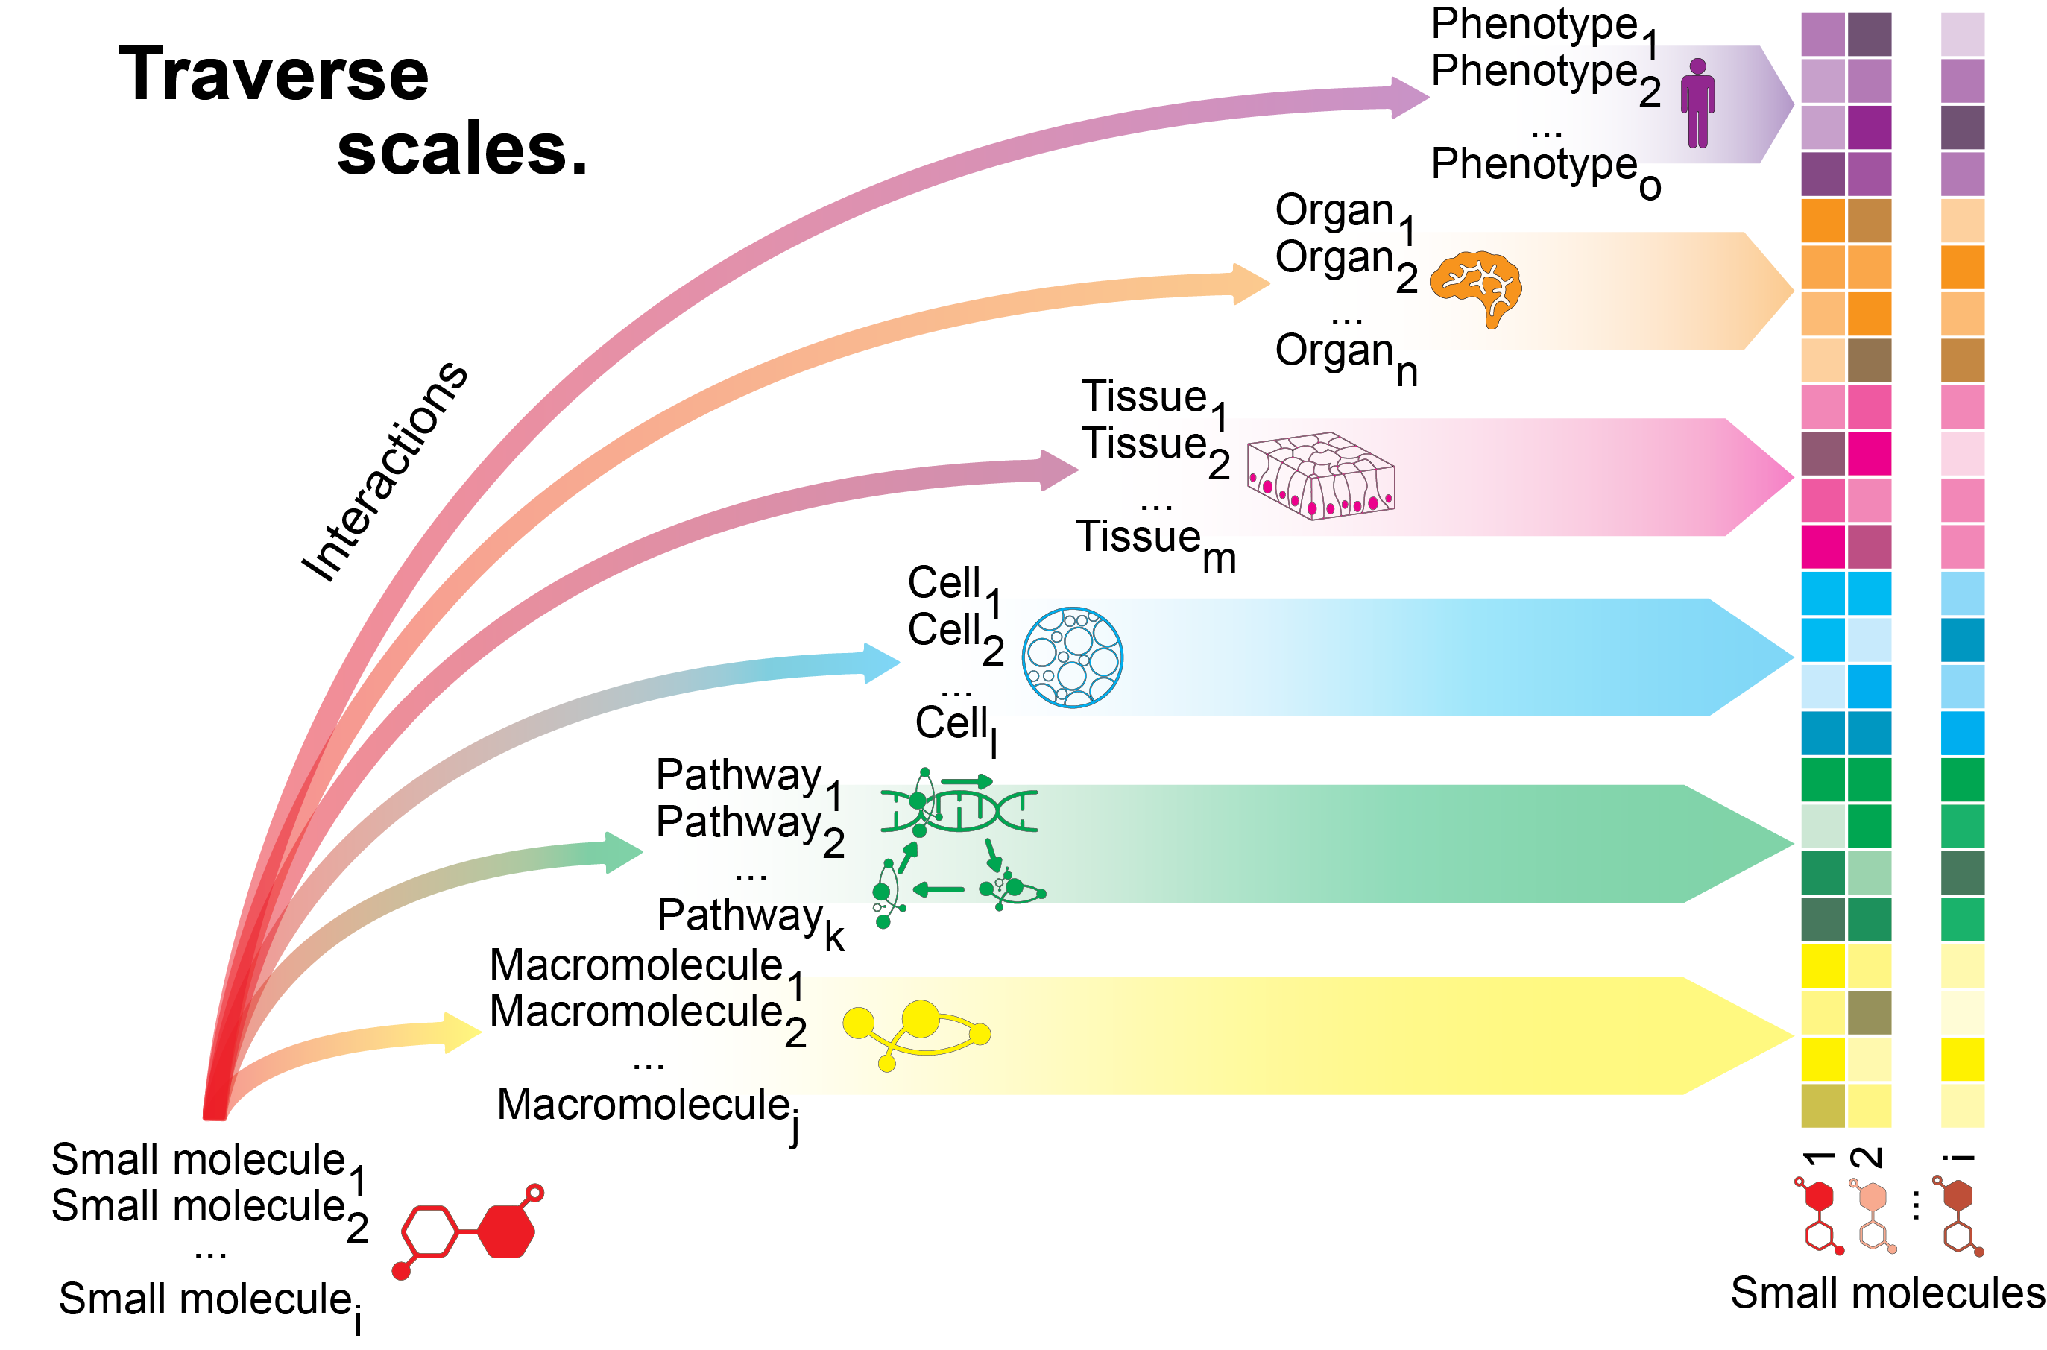 Traverse
scales.
Interactions
Phenotype1
Phenotype2
...
Phenotypeo
Organ1
Organ2
...
Organn
Tissue1
Tissue2
...
Tissuem
Cell1
Cell2
...
Celll
Pathway1
Pathway2
...
Pathwayk
Macromolecule1
Macromolecule2
...
Macromoleculej
Small molecule1
Small molecule2
...
Small moleculei
1 2 ... i
Small molecules